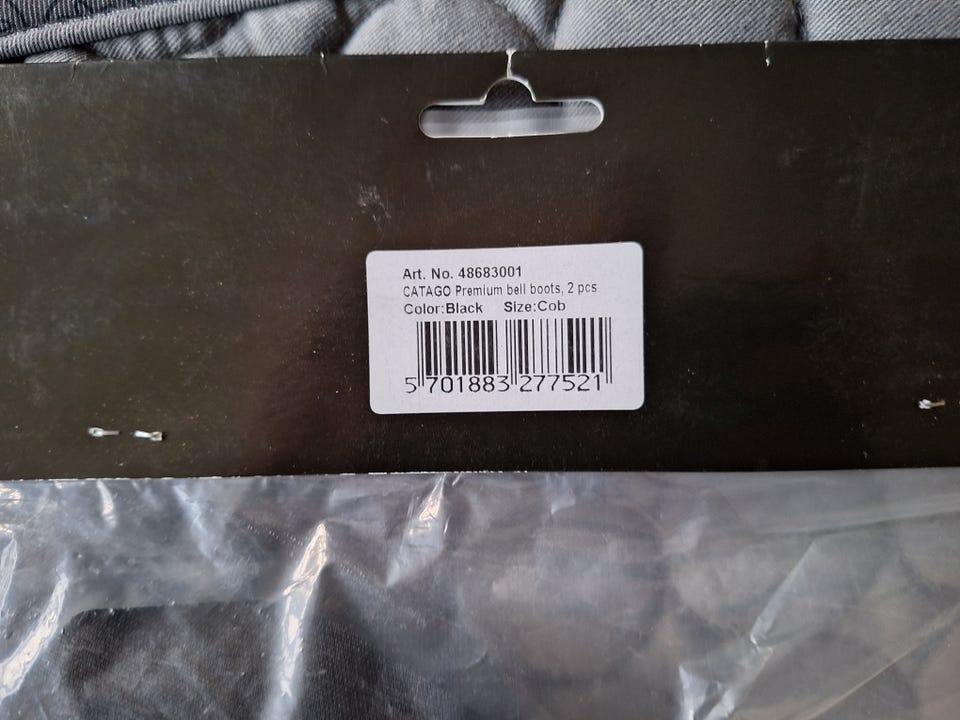 Art. No. 48683001
CATAGO Premium bell boots, 2 pcs
Color:Black Size:Cob
5 701883 277521